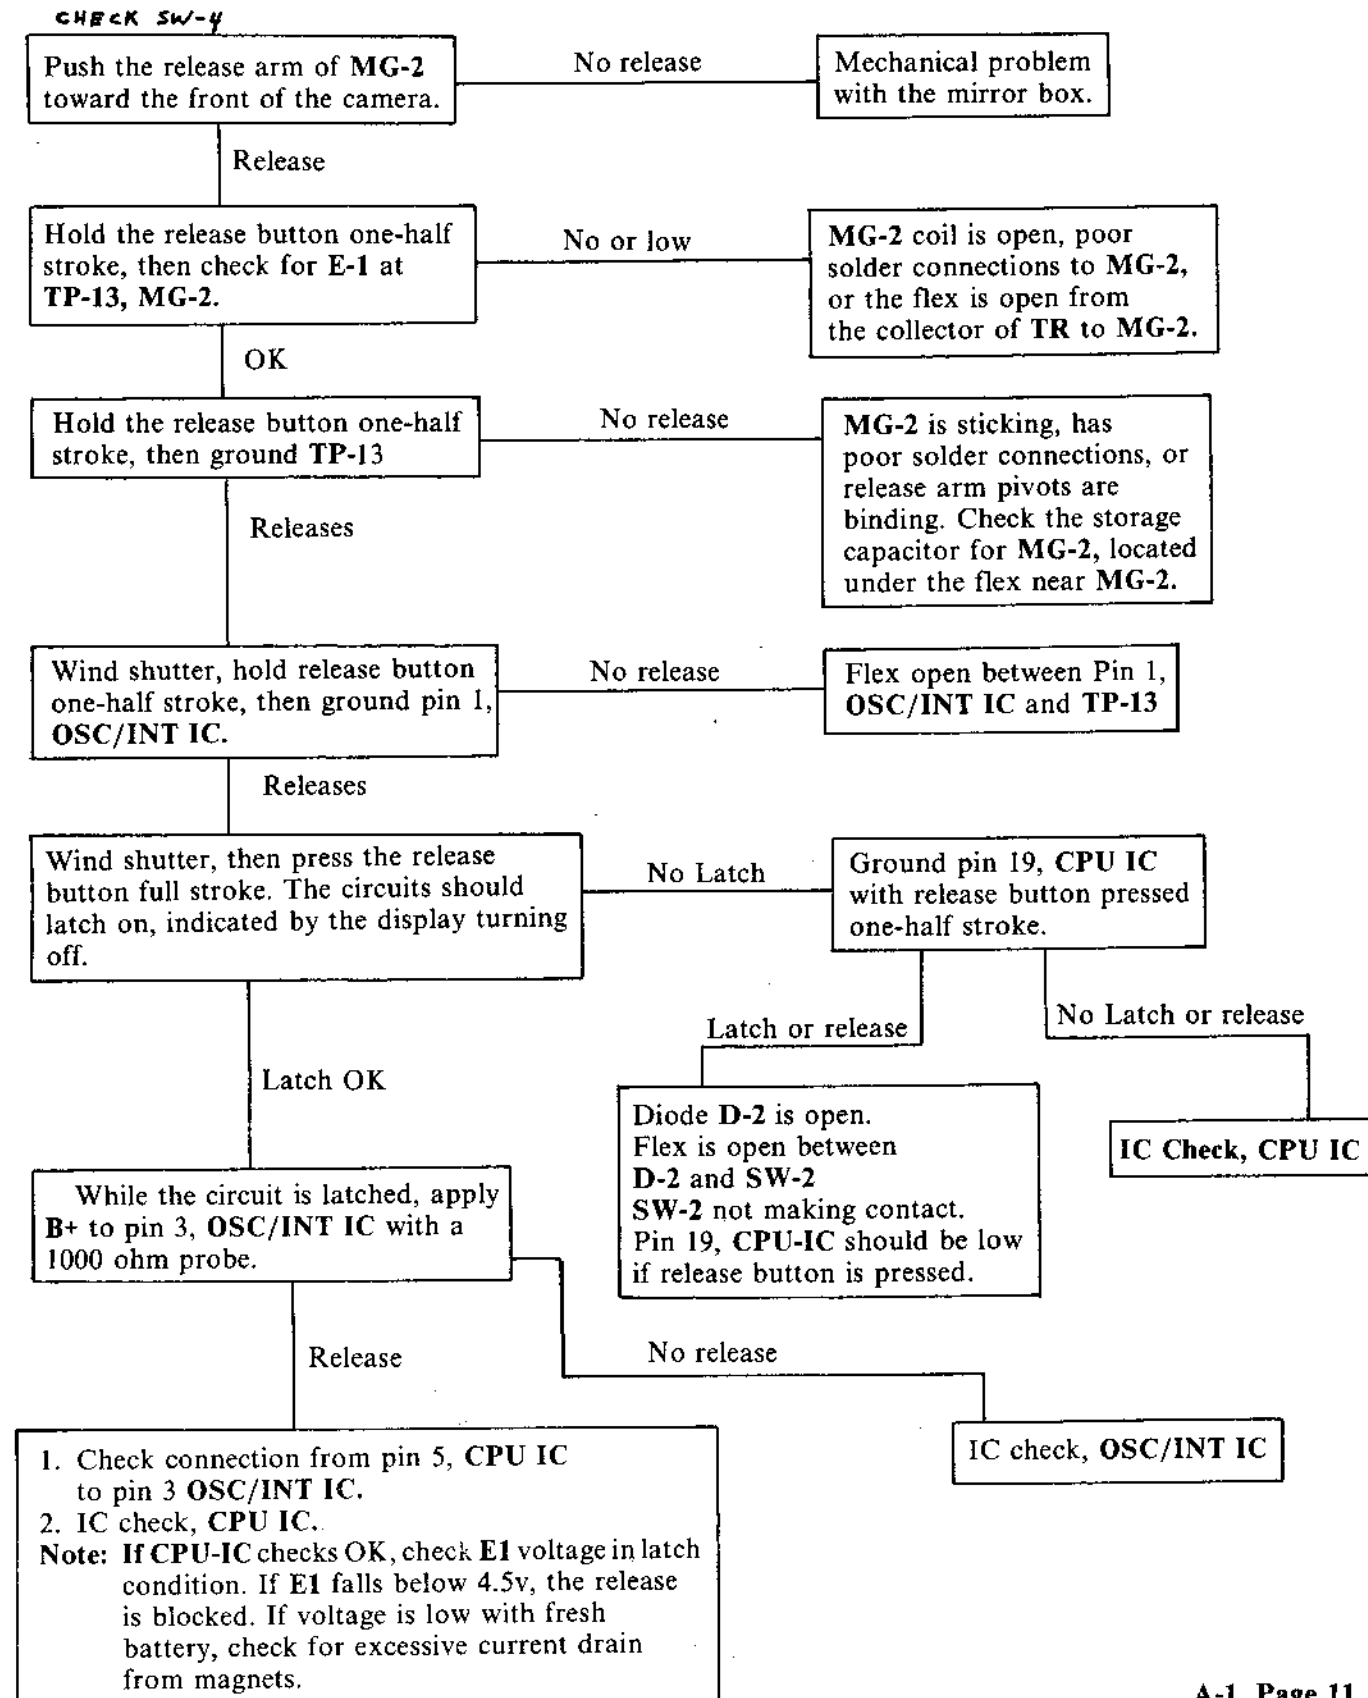 CHECK SW-4
Push the release arm of MG-2
toward the front of the camera.
No release
Mechanical problem
with the mirror box.
Release
Hold the release button one-half
stroke, then check for E-1 at
TP-13, MG-2.
No or low
MG-2 coil is open, poor
solder connections to MG-2,
or the flex is open from
the collector of TR to MG-2.
OK
Hold the release button one-half
stroke, then ground TP-13
No release
MG-2 is sticking, has
poor solder connections, or
release arm pivots are
binding. Check the storage
capacitor for MG-2, located
under the flex near MG-2.
Releases
Wind shutter, hold release button
one-half stroke, then ground pin 1,
OSC/INT IC.
No release
Flex open between Pin 1,
OSC/INT IC and TP-13
Releases
Wind shutter, then press the release
button full stroke. The circuits should
latch on, indicated by the display turning
off.
No Latch
Ground pin 19, CPU IC
with release button pressed
one-half stroke.
Latch or release
No Latch or release
Latch OK
Diode D-2 is open.
Flex is open between
D-2 and SW-2
SW-2 not making contact.
Pin 19, CPU-IC should be low
if release button is pressed.
IC Check, CPU IC
While the circuit is latched, apply
B+ to pin 3, OSC/INT IC with a
1000 ohm probe.
Release
No release
IC check, OSC/INT IC
1. Check connection from pin 5, CPU IC
to pin 3 OSC/INT IC.
2. IC check, CPU IC.
Note: If CPU-IC checks OK, check E1 voltage in latch
condition. If E1 falls below 4.5v, the release
is blocked. If voltage is low with fresh
battery, check for excessive current drain
from magnets.
A-1 Page 11